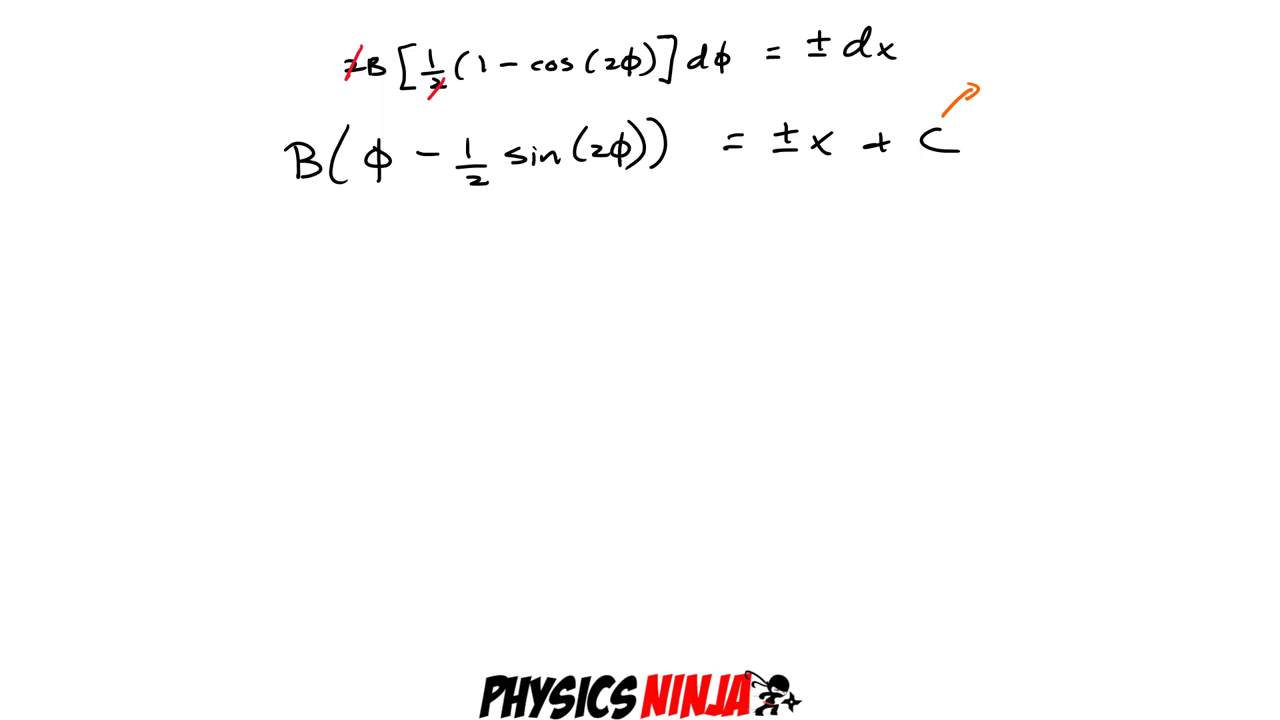 2B [ 1/2 (1 - cos(2ϕ) ] dϕ = ± dx
B( ϕ - 1/2 sin(2ϕ)) = ± x + C
PHYSICS NINJA